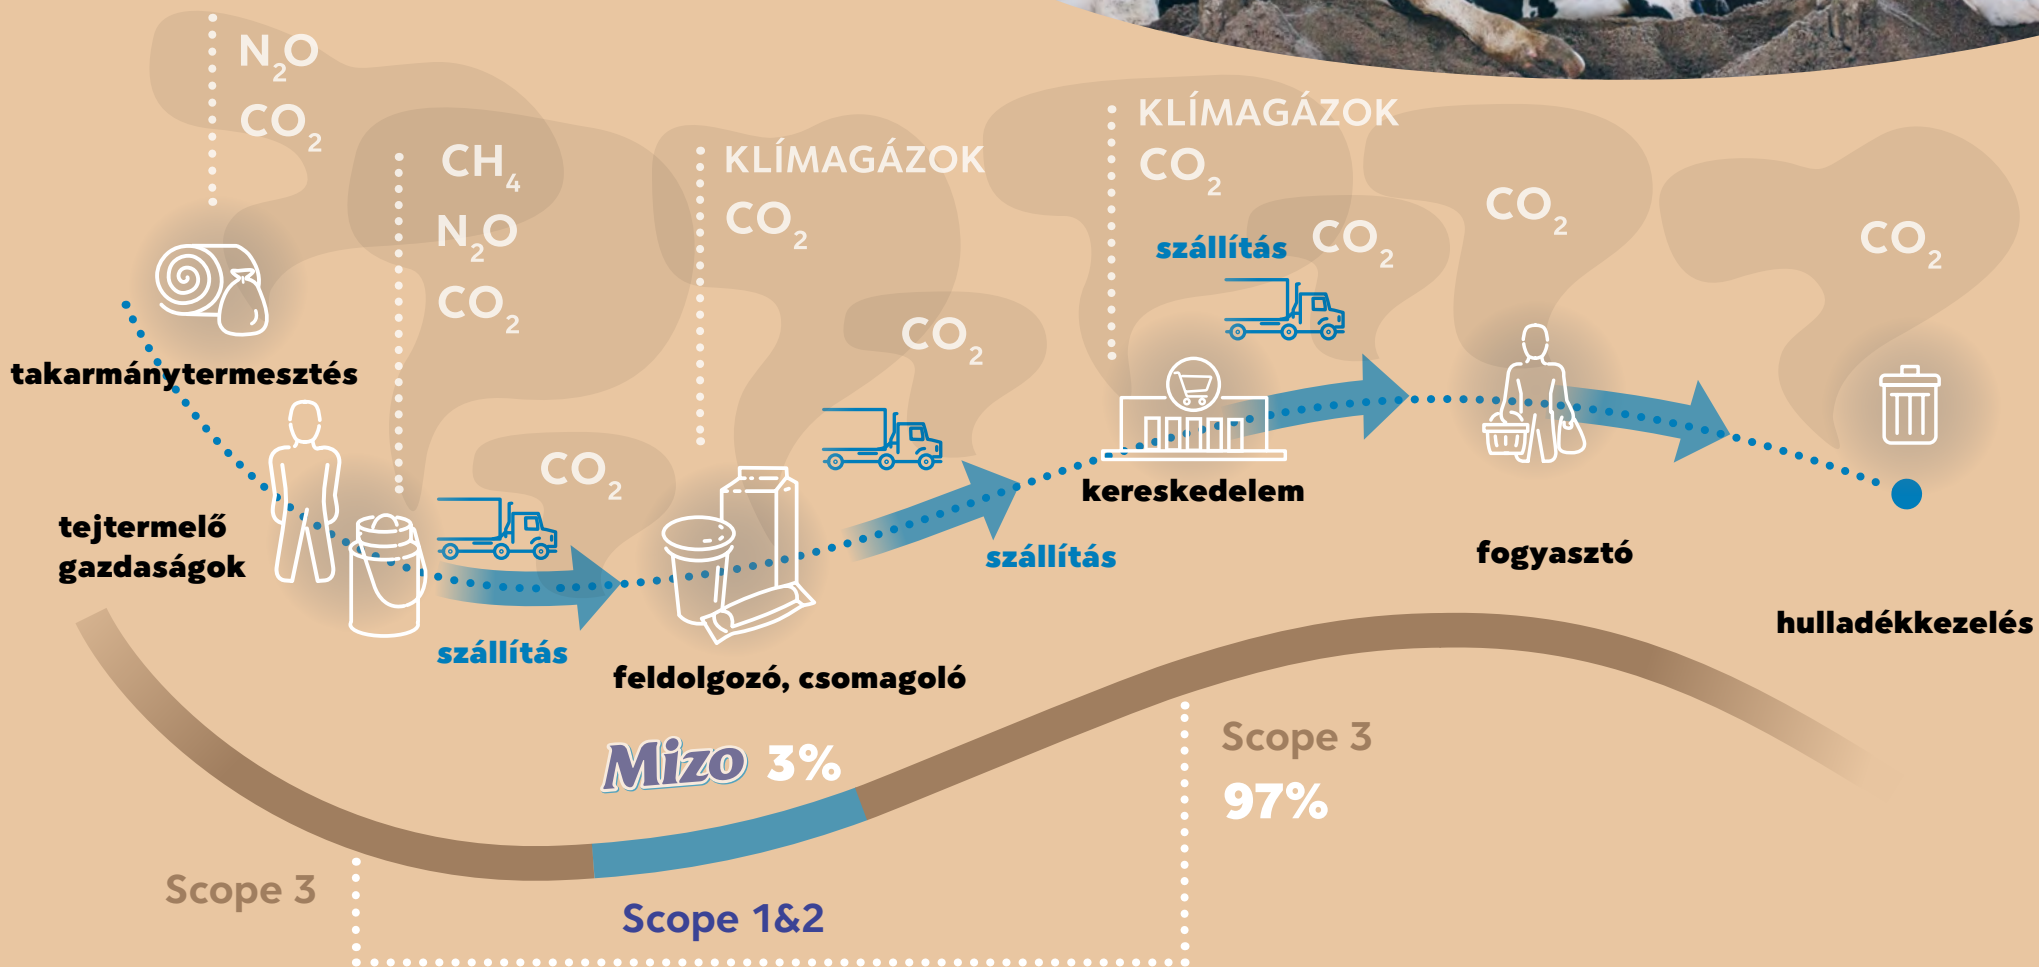 N₂O
CO₂
CH₄
N₂O
CO₂
KLÍMAGÁZOK
CO₂
CO₂
KLÍMAGÁZOK
CO₂
szállítás
CO₂
CO₂
CO₂
takarmánytermesztés
tejtermelő
gazdaságok
CO₂
szállítás
feldolgozó, csomagoló
szállítás
kereskedelem
fogyasztó
hulladékkezelés
Mizo 3%
Scope 3
97%
Scope 3
Scope 1&2